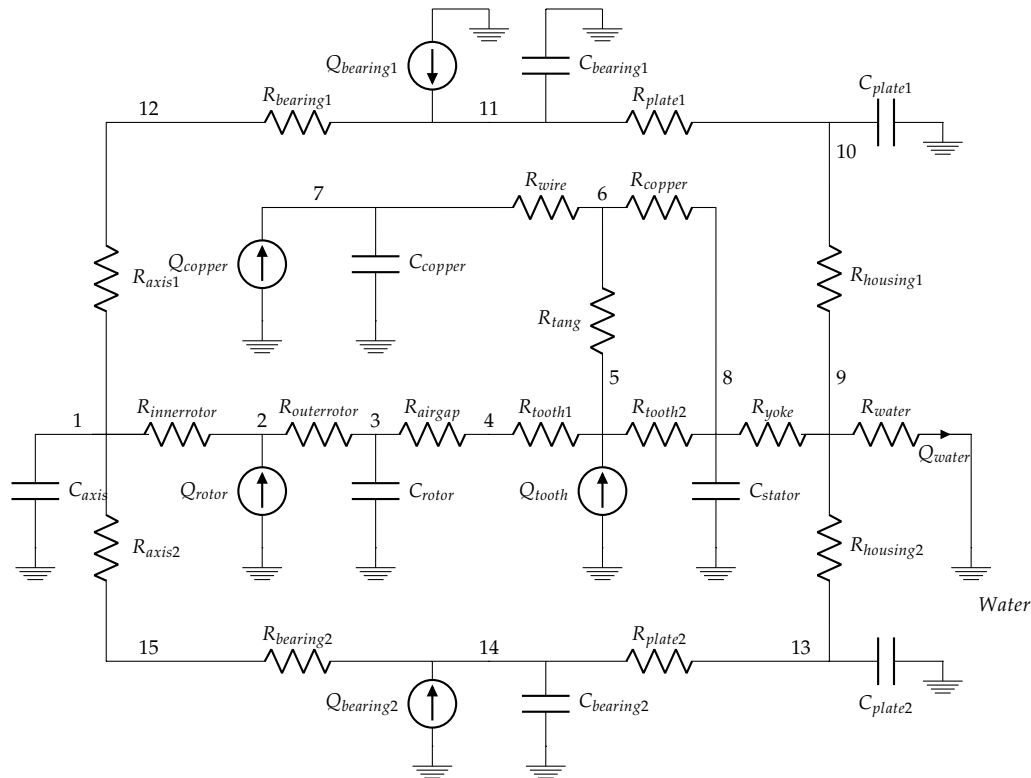 Q_bearing1
C_bearing1
C_plate1
R_bearing1
R_plate1
12
11
10
7
R_wire
6
R_copper
Q_copper
C_copper
R_axis1
R_housing1
R_tang
5
8
9
1
R_innerrotor
2
R_outerrotor
3
R_airgap
4
R_tooth1
R_tooth2
R_yoke
R_water
Q_water
C_axis
Q_rotor
C_rotor
Q_tooth
C_stator
R_axis2
R_housing2
Water
15
R_bearing2
14
R_plate2
13
Q_bearing2
C_bearing2
C_plate2